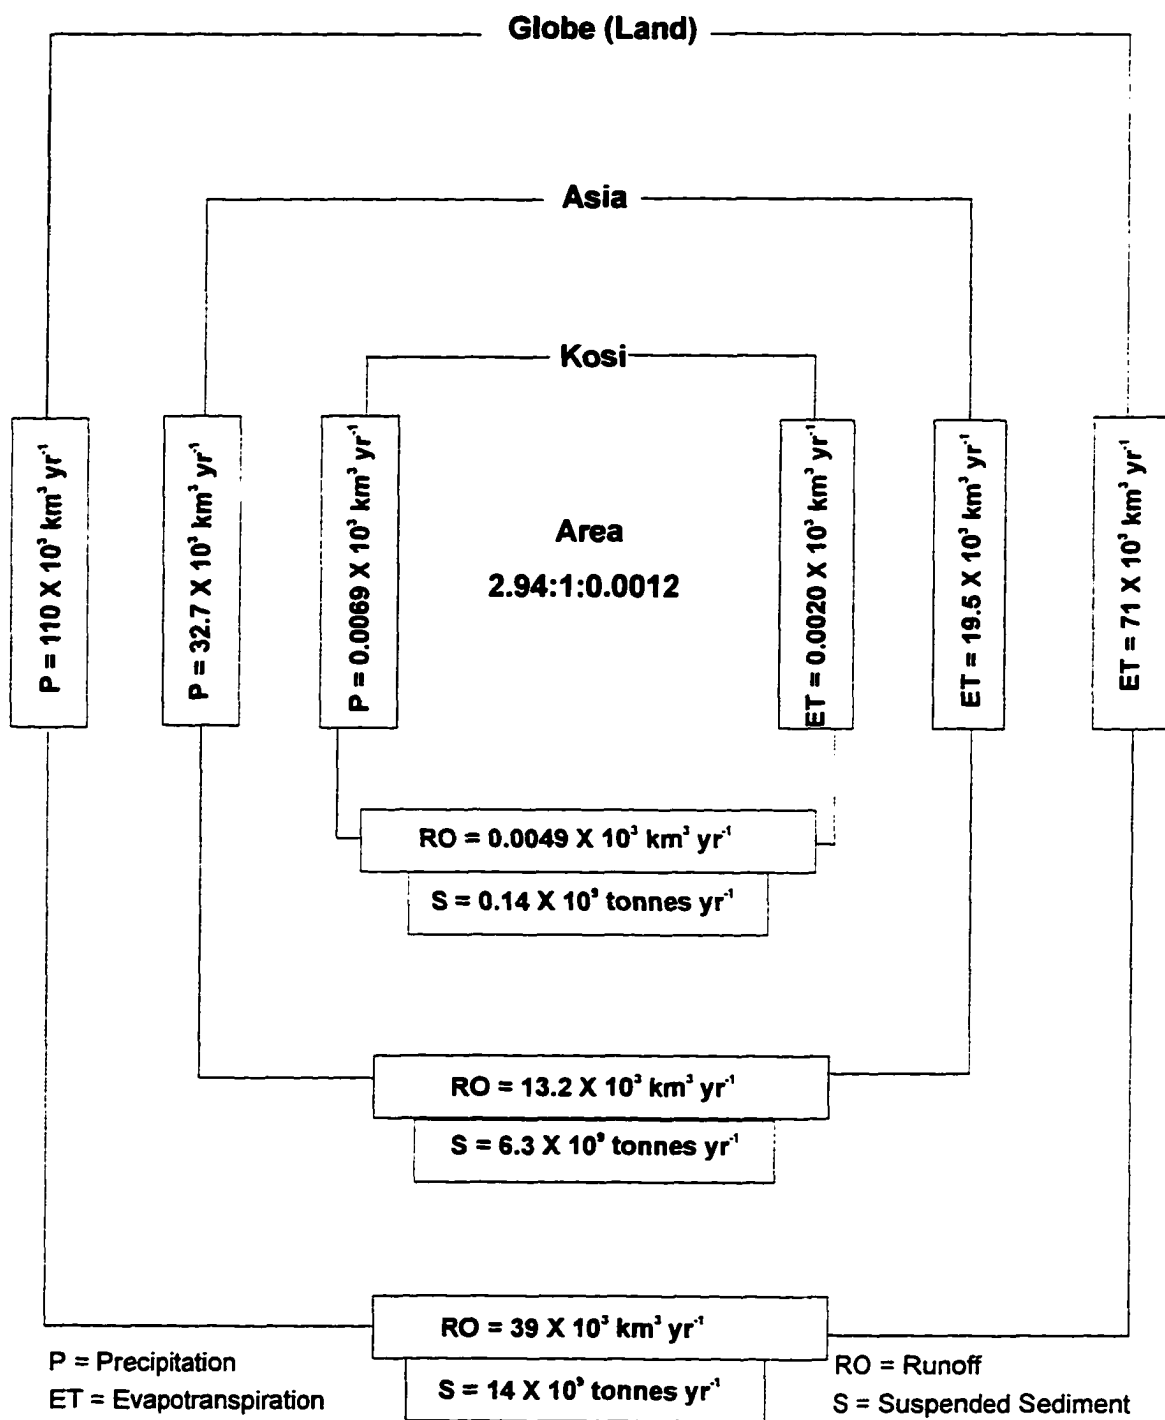 Globe (Land)
Asia
Kosi
P = 110 X 10³ km³ yr⁻¹
P = 32.7 X 10³ km³ yr⁻¹
P = 0.0069 X 10³ km³ yr⁻¹
Area
2.94:1:0.0012
ET = 0.0020 X 10³ km³ yr⁻¹
ET = 19.5 X 10³ km³ yr⁻¹
ET = 71 X 10³ km³ yr⁻¹
RO = 0.0049 X 10³ km³ yr⁻¹
S = 0.14 X 10⁹ tonnes yr⁻¹
RO = 13.2 X 10³ km³ yr⁻¹
S = 6.3 X 10⁹ tonnes yr⁻¹
RO = 39 X 10³ km³ yr⁻¹
S = 14 X 10⁹ tonnes yr⁻¹
P = Precipitation
ET = Evapotranspiration
RO = Runoff
S = Suspended Sediment